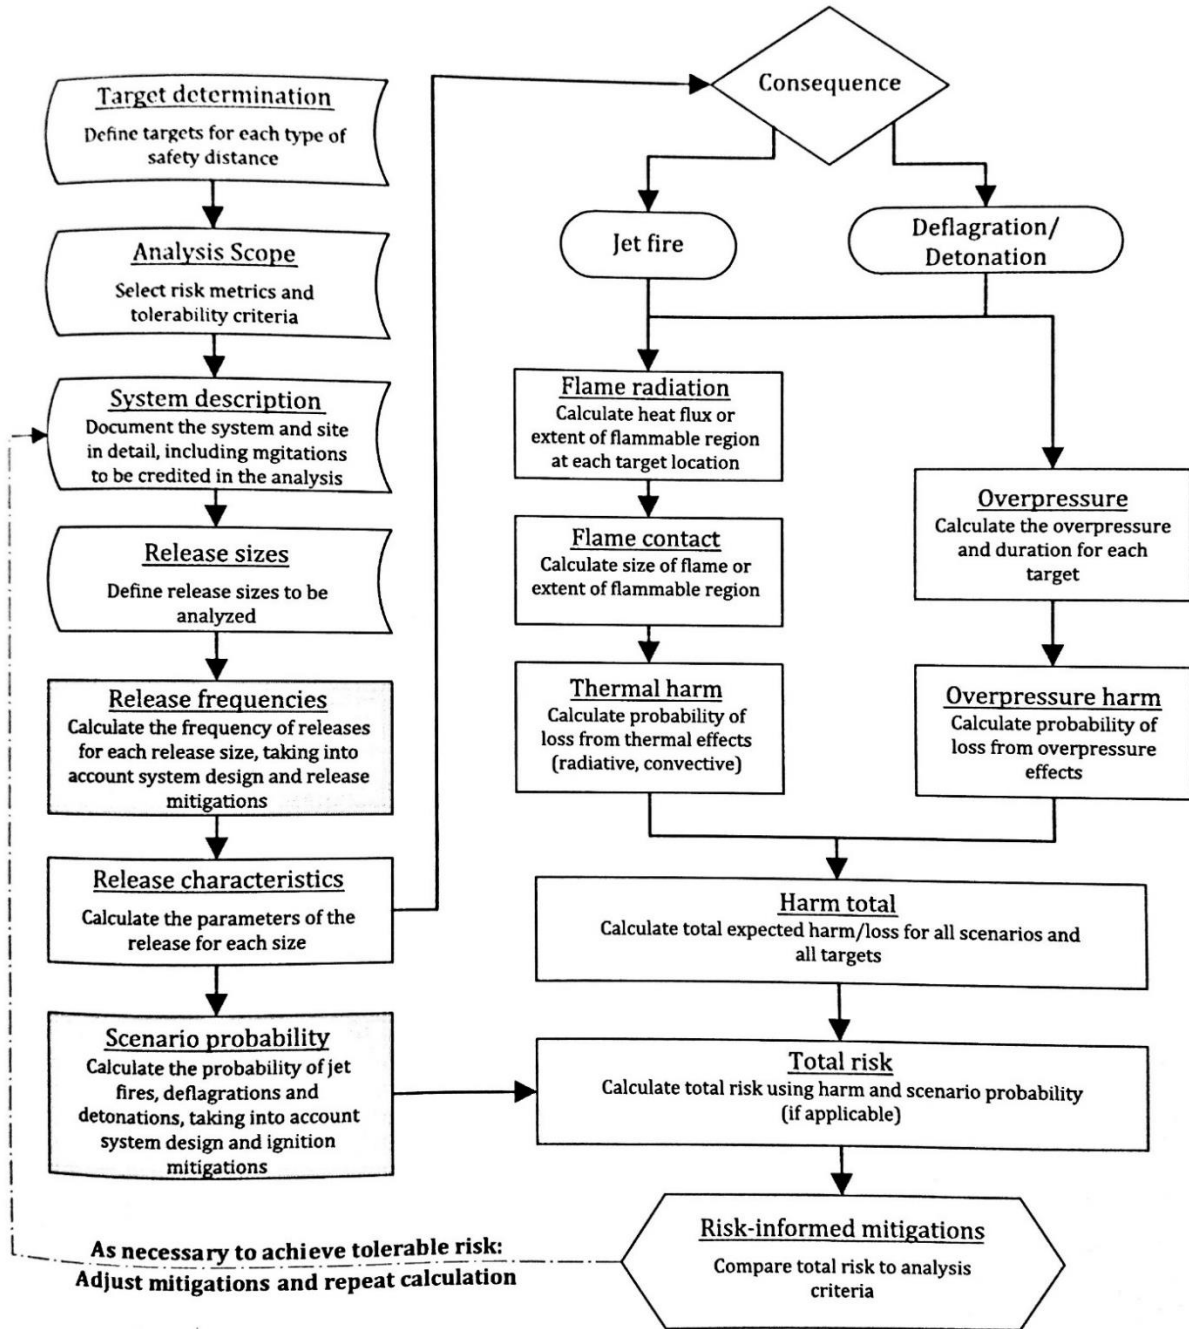 Target determination
Define targets for each type of
safety distance
Analysis Scope
Select risk metrics and
tolerability criteria
System description
Document the system and site
in detail, including mgitations
to be credited in the analysis
Release sizes
Define release sizes to be
analyzed
Release frequencies
Calculate the frequency of releases
for each release size, taking into
account system design and release
mitigations
Release characteristics
Calculate the parameters of the
release for each size
Scenario probability
Calculate the probability of jet
fires, deflagrations and
detonations, taking into account
system design and ignition
mitigations
Consequence
Jet fire
Deflagration/
Detonation
Flame radiation
Calculate heat flux or
extent of flammable region
at each target location
Flame contact
Calculate size of flame or
extent of flammable region
Thermal harm
Calculate probability of
loss from thermal effects
(radiative, convective)
Overpressure
Calculate the overpressure
and duration for each
target
Overpressure harm
Calculate probability of
loss from overpressure
effects
Harm total
Calculate total expected harm/loss for all scenarios and
all targets
Total risk
Calculate total risk using harm and scenario probability
(if applicable)
Risk-informed mitigations
Compare total risk to analysis
criteria
As necessary to achieve tolerable risk:
Adjust mitigations and repeat calculation